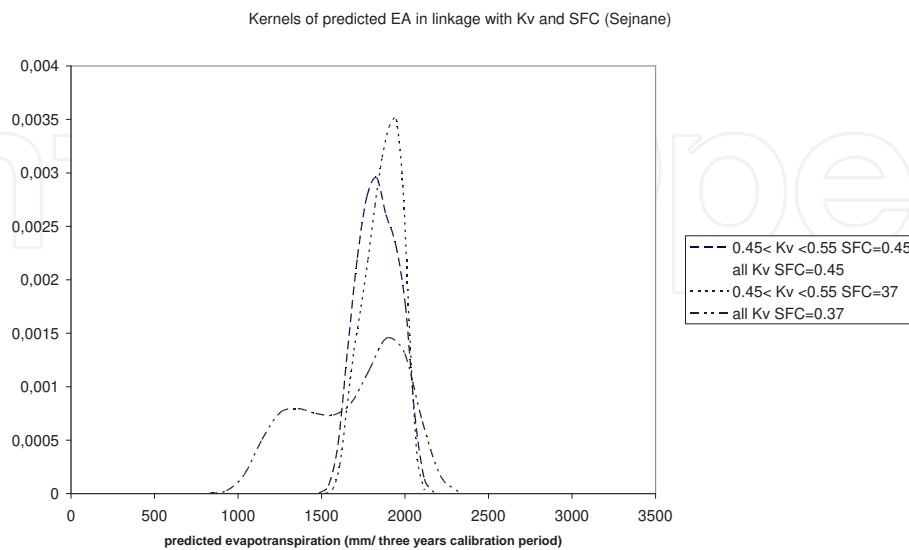 Kernels of predicted EA in linkage with Kv and SFC (Sejnane)
0,004
0,0035
0,003
0,0025
0,002
0,0015
0,001
0,0005
0
0 500 1000 1500 2000 2500 3000 3500
predicted evapotranspiration (mm/ three years calibration period)
0.45< Kv <0.55 SFC=0.45
all Kv SFC=0.45
0.45< Kv <0.55 SFC=37
all Kv SFC=0.37